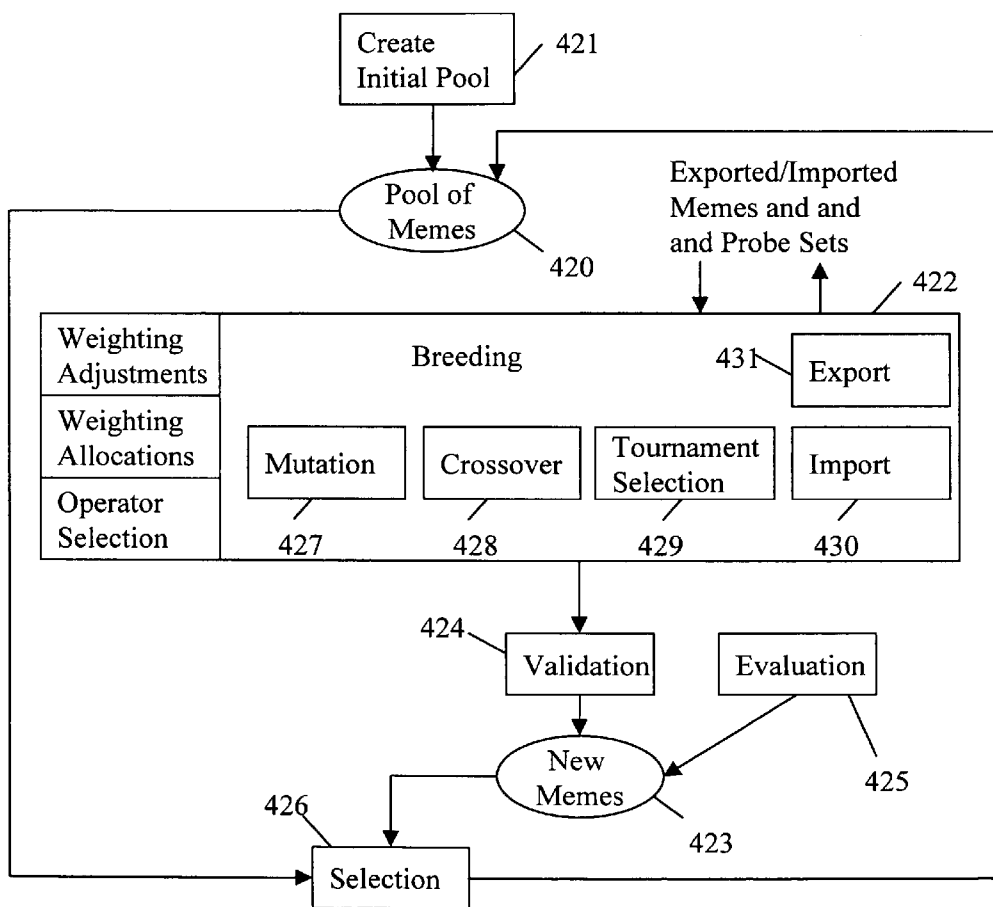 Create
Initial Pool
421
Pool of
Memes
420
Exported/Imported
Memes and and
and Probe Sets
422
Weighting
Adjustments
Weighting
Allocations
Operator
Selection
Breeding
431
Export
Mutation
Crossover
Tournament
Selection
Import
427
428
429
430
424
Validation
Evaluation
425
New
Memes
423
426
Selection